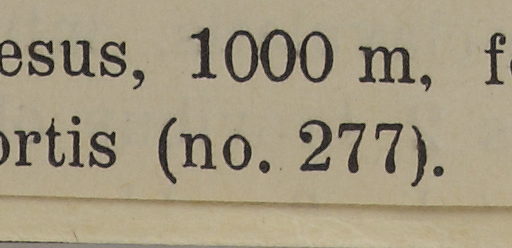 esus, 1000 m, f
ortis (no. 277).